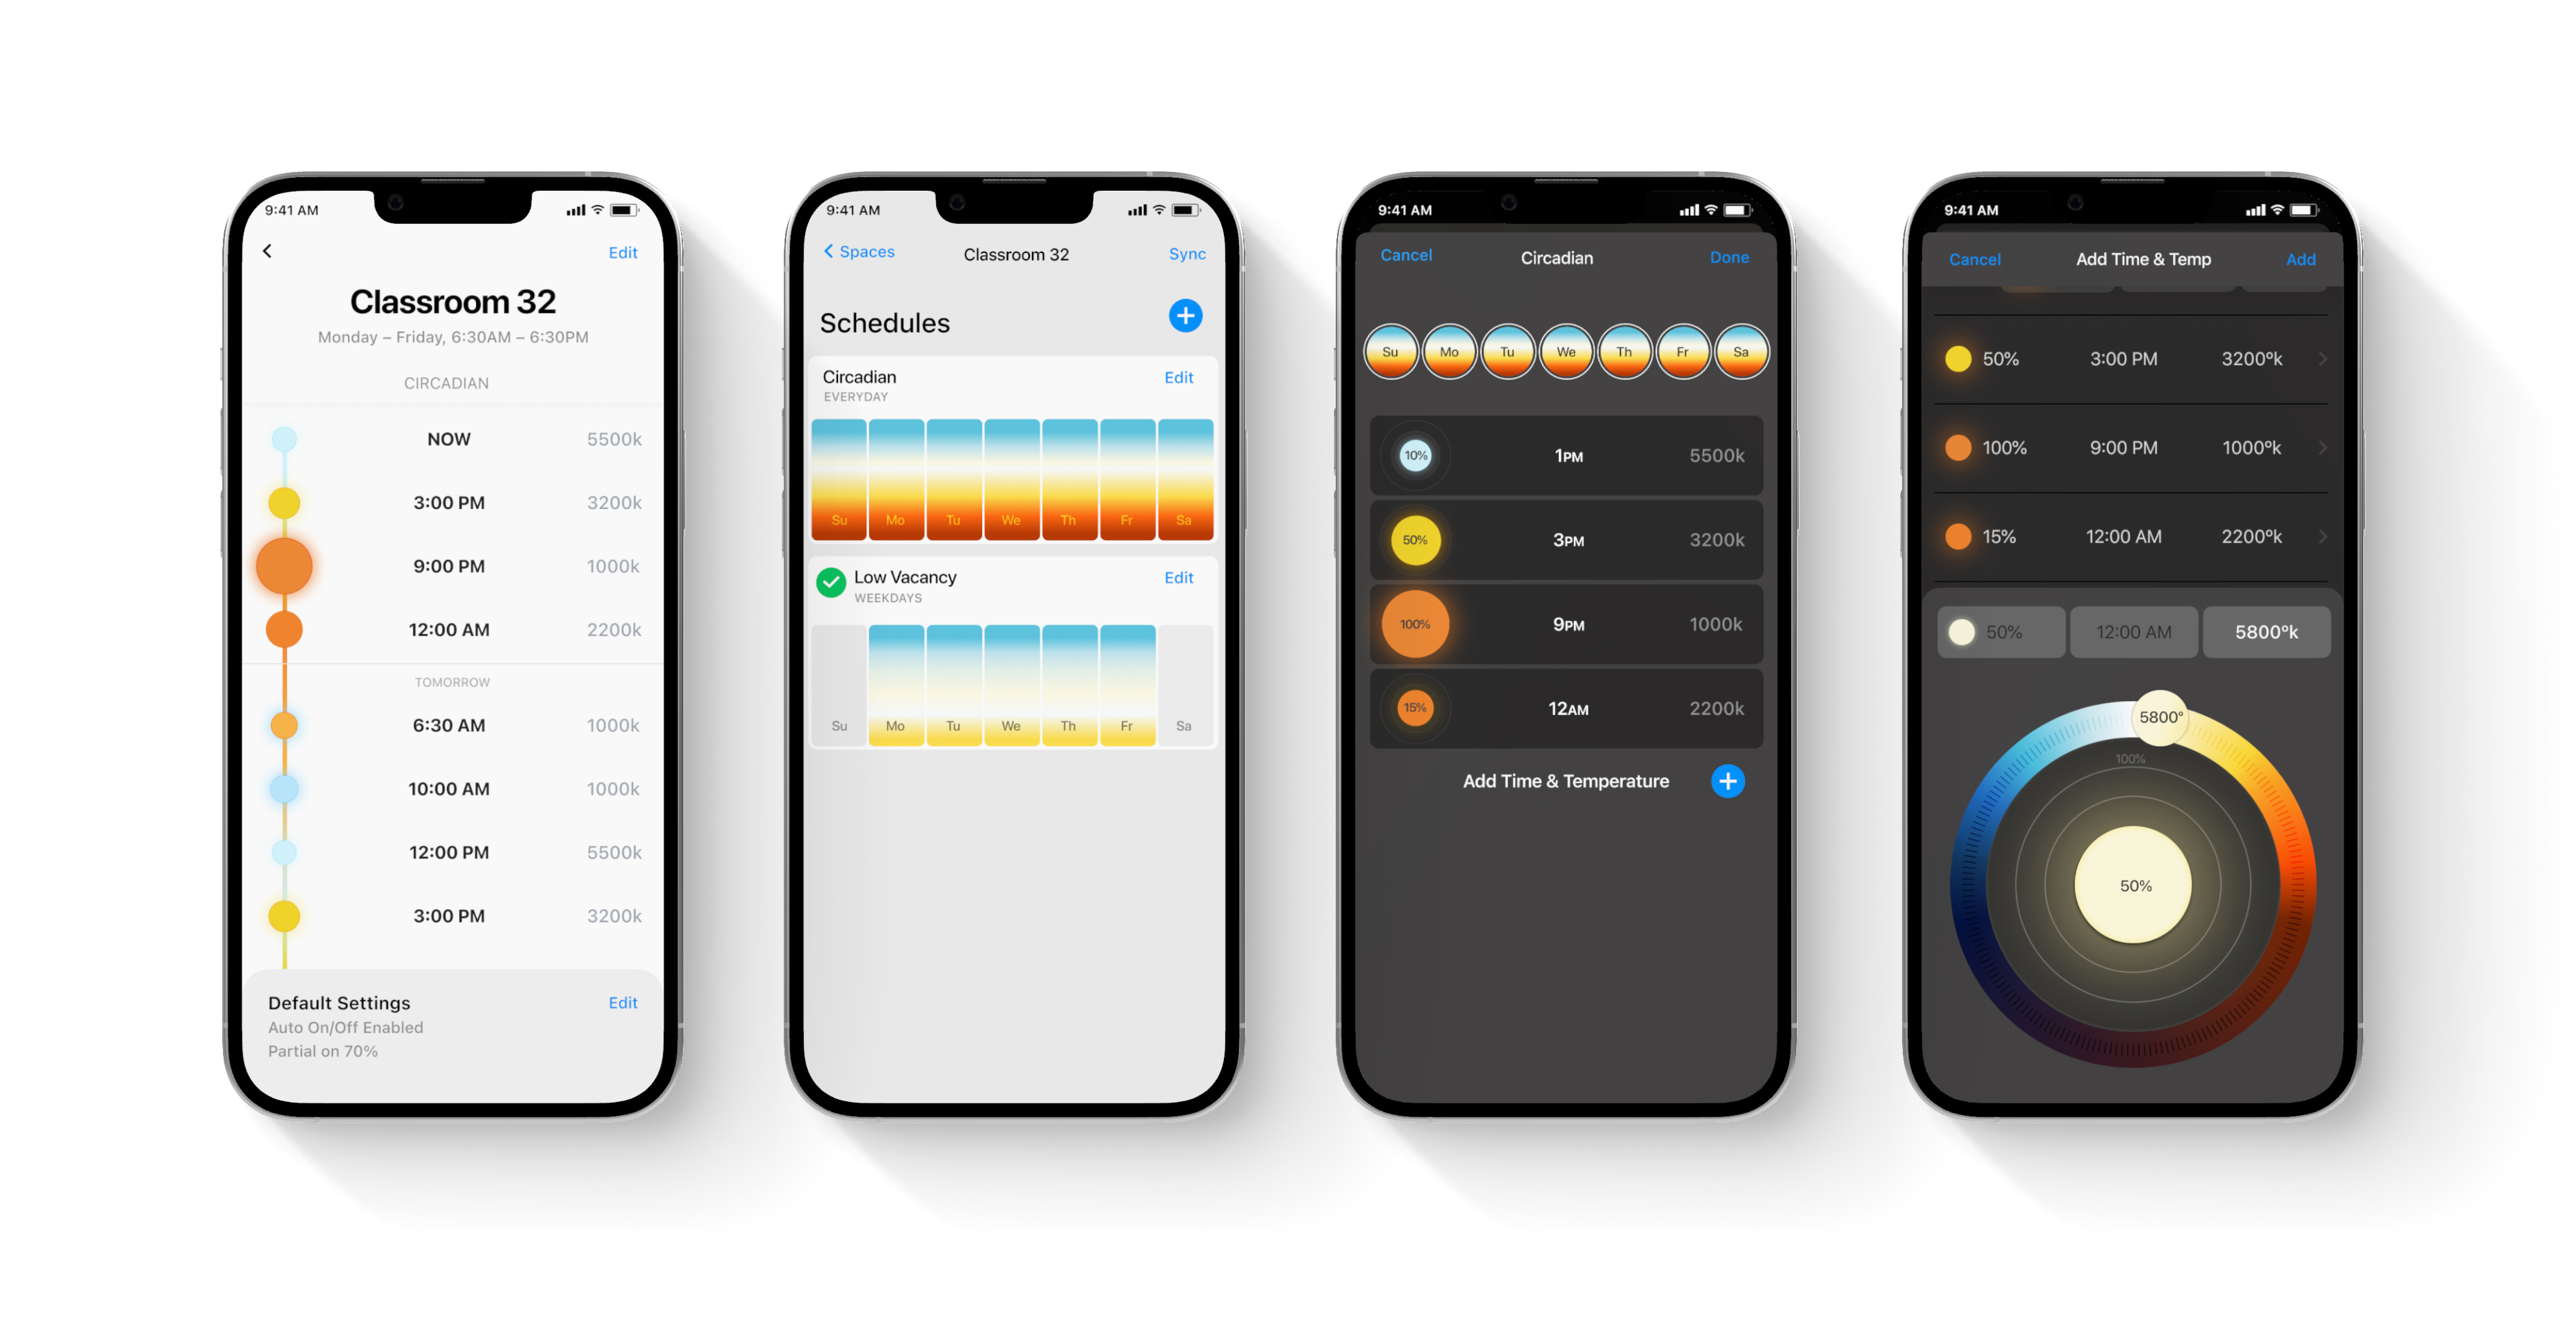 9:41 AM
Edit
Classroom 32
Monday – Friday, 6:30AM – 6:30PM
CIRCADIAN
NOW 5500k
3:00 PM 3200k
9:00 PM 1000k
12:00 AM 2200k
TOMORROW
6:30 AM 1000k
10:00 AM 1000k
12:00 PM 5500k
3:00 PM 3200k
Default Settings Edit
Auto On/Off Enabled
Partial on 70%
9:41 AM
Spaces Classroom 32 Sync
Schedules
Circadian Edit
EVERYDAY
Su Mo Tu We Th Fr Sa
Low Vacancy Edit
WEEKDAYS
Su Mo Tu We Th Fr Sa
9:41 AM
Cancel Circadian Done
Su Mo Tu We Th Fr Sa
10% 1PM 5500k
50% 3PM 3200k
100% 9PM 1000k
15% 12AM 2200k
Add Time & Temperature
9:41 AM
Cancel Add Time & Temp Add
50% 3:00 PM 3200ºk
100% 9:00 PM 1000ºk
15% 12:00 AM 2200ºk
50% 12:00 AM 5800ºk
5800°
100%
50%